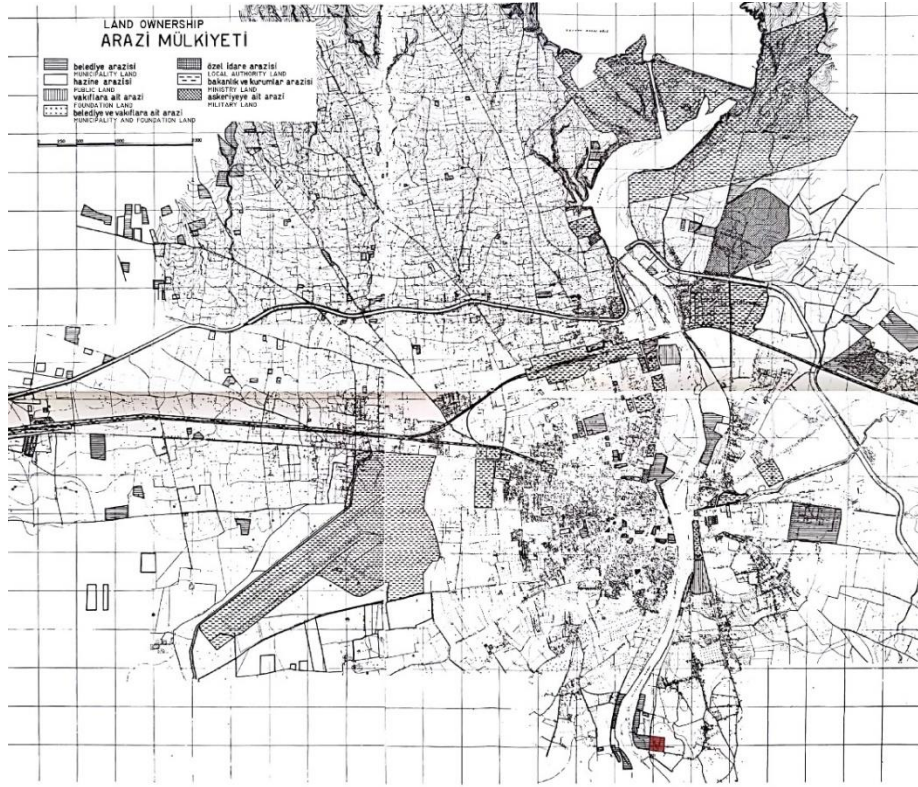 LAND OWNERSHIP
ARAZİ MÜLKİYETİ
belediye arazisi
MUNICIPALITY LAND
hazine arazisi
PUBLIC LAND
vakıflara ait arazi
FOUNDATION LAND
belediye ve vakıflara ait arazi
MUNICIPALITY AND FOUNDATION LAND
özel idare arazisi
LOCAL AUTHORITY LAND
bakanlık ve kurumlar arazisi
MINISTRY LAND
askeriyeye ait arazi
MILITARY LAND